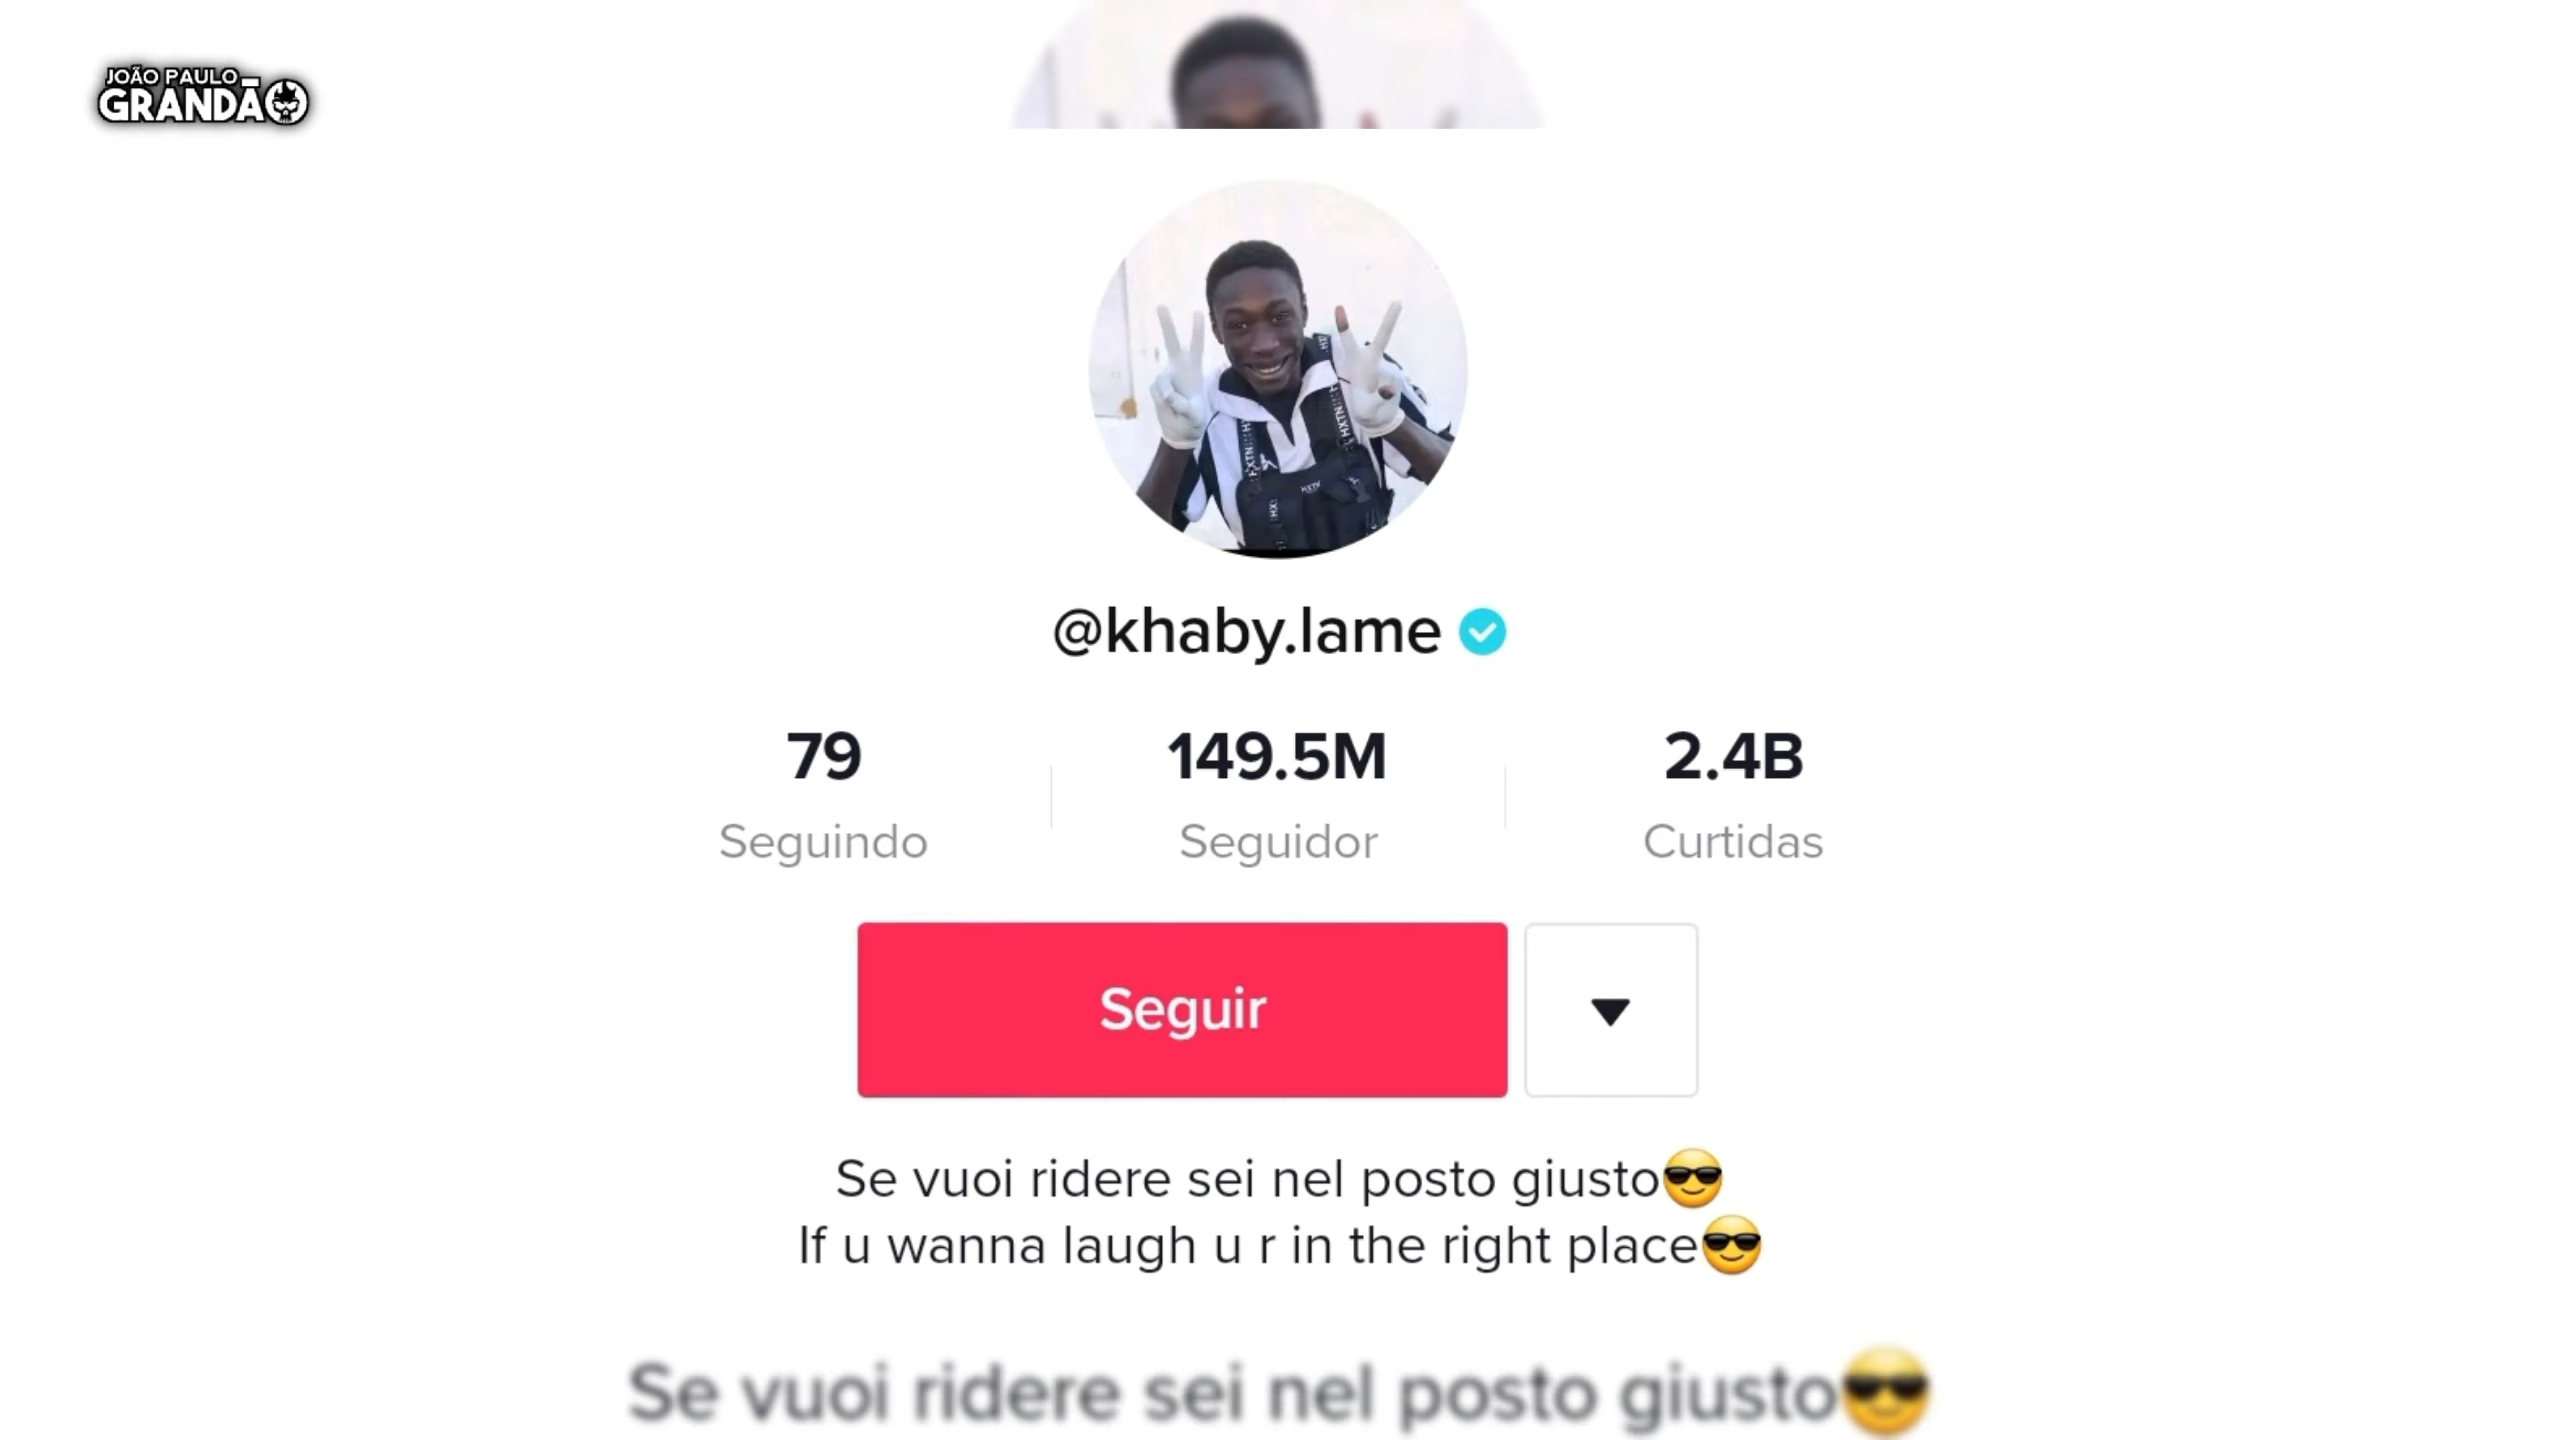 JOÃO PAULO
GRANDÃO
@khaby.lame
79
149.5M
2.4B
Seguindo
Seguidor
Curtidas
Seguir
Se vuoi ridere sei nel posto giusto😎
If u wanna laugh u r in the right place😎
Se vuoi ridere sei nel posto giusto😎